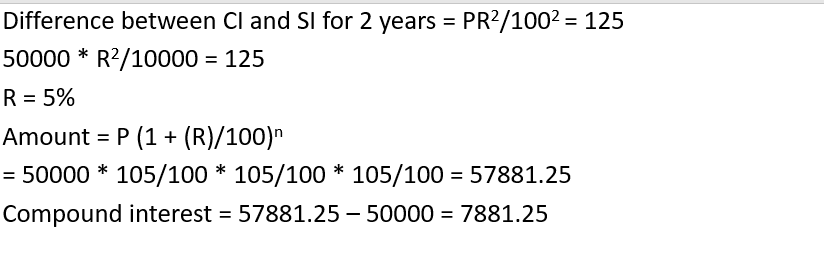 Difference between CI and SI for 2 years = PR²/100² = 125
50000 * R²/10000 = 125
R = 5%
Amount = P (1 + (R)/100)ⁿ
= 50000 * 105/100 * 105/100 * 105/100 = 57881.25
Compound interest = 57881.25 – 50000 = 7881.25